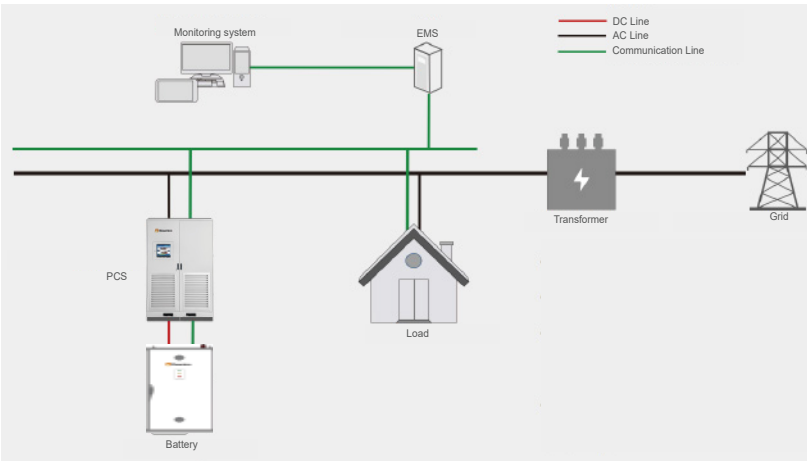 Monitoring system
EMS
DC Line
AC Line
Communication Line
Transformer
Grid
PCS
Load
Battery